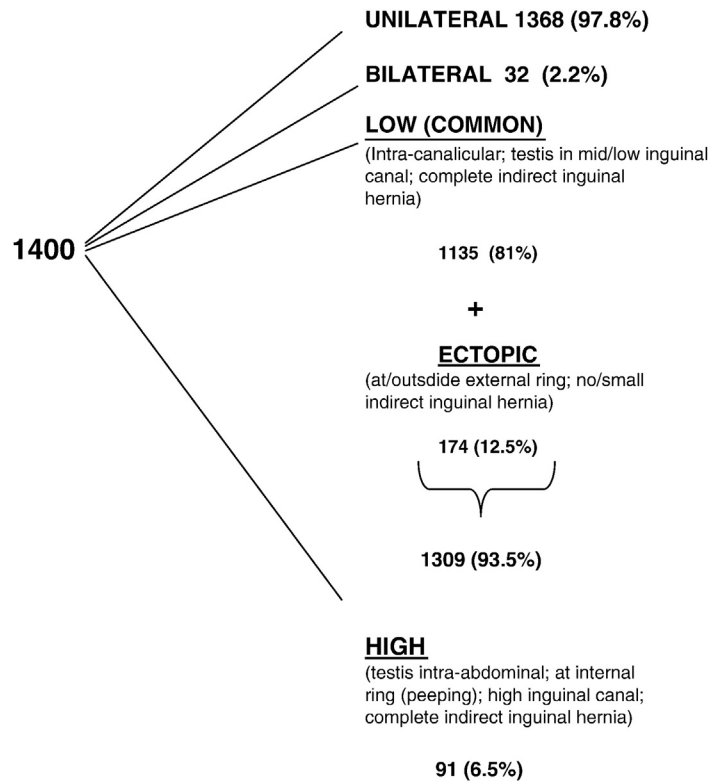 UNILATERAL 1368 (97.8%)
BILATERAL 32 (2.2%)
LOW (COMMON)
(Intra-canalicular; testis in mid/low inguinal
canal; complete indirect inguinal
hernia)
1400
1135 (81%)
+
ECTOPIC
(at/outsdide external ring; no/small
indirect inguinal hernia)
174 (12.5%)
1309 (93.5%)
HIGH
(testis intra-abdominal; at internal
ring (peeping); high inguinal canal;
complete indirect inguinal hernia)
91 (6.5%)